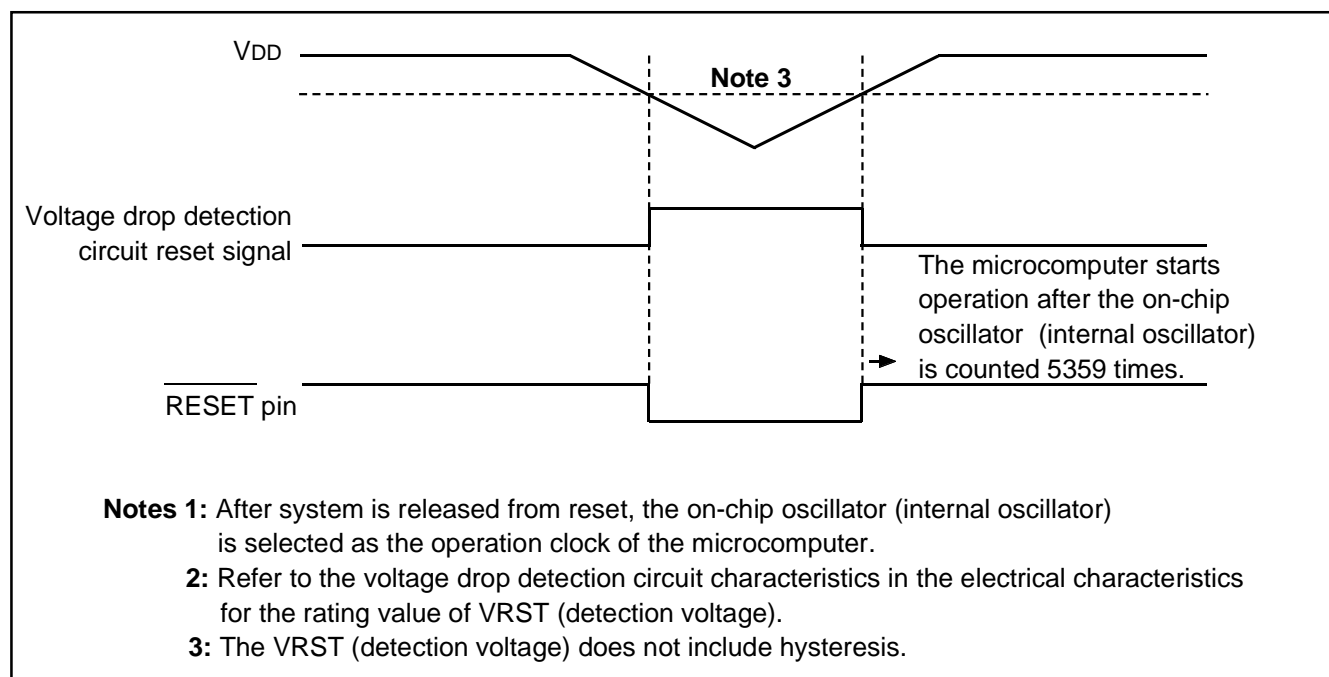 VDD
Note 3
Voltage drop detection
circuit reset signal
The microcomputer starts
operation after the on-chip
oscillator (internal oscillator)
is counted 5359 times.
RESET pin
Notes 1: After system is released from reset, the on-chip oscillator (internal oscillator)
is selected as the operation clock of the microcomputer.
2: Refer to the voltage drop detection circuit characteristics in the electrical characteristics
for the rating value of VRST (detection voltage).
3: The VRST (detection voltage) does not include hysteresis.